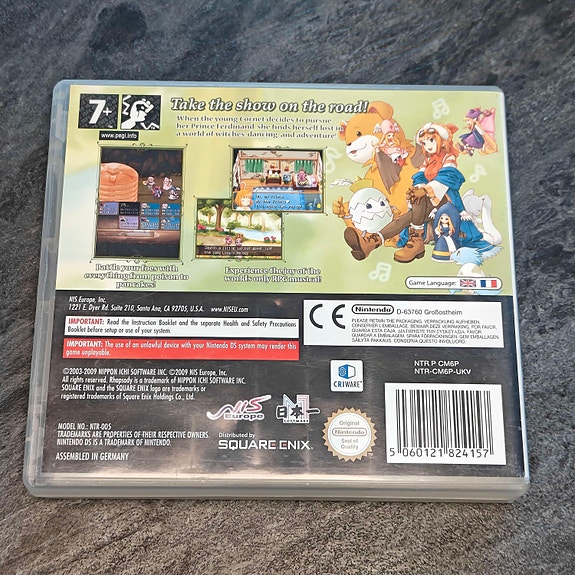 7+
www.pegi.info
Take the show on the road!
When the young Cornet decides to pursue
her Prince Ferdinand, she finds herself lost in
a world of witches, dancing, and adventure!
Battle your foes with
everything from poison to
pancakes!
Experience the joy of the
worlds only RPG musical!
Game Language:
NIS Europe, Inc.
1221 E. Dyer Rd. Suite 210, Santa Ana, CA 92705, U.S.A. www.NISEU.com
IMPORTANT: Read the Instruction Booklet and the separate Health and Safety Precautions
Booklet before setup or use of your system.
IMPORTANT: The use of an unlawful device with your Nintendo DS system may render this
game unplayable.
CE
Nintendo D-63760 Großostheim
PLEASE RETAIN THE PACKAGING. VERPACKUNG AUFHEBEN.
CONSERVER L'EMBALLAGE. BEWAAR DEZE VERPAKKING. POR FAVOR,
GUARDAR ESTA CAJA. LEIA E MANTENHA
SÄILYTÄ PAKKAUS. CONSERVA QUESTO INVOLUCRO.
©2003-2009 NIPPON ICHI SOFTWARE INC. ©2009 NIS Europe, Inc.
All rights reserved. Rhapsody is a trademark of NIPPON ICHI SOFTWARE INC.
SQUARE ENIX and the SQUARE ENIX logo are trademarks or
registered trademarks of Square Enix Holdings Co., Ltd.
CRIWARE
NTR P CM6P
NTR-CM6P-UKV
NIS
Europe
日本一
MODEL NO.: NTR-005
TRADEMARKS ARE PROPERTIES OF THEIR RESPECTIVE OWNERS.
NINTENDO DS IS A TRADEMARK OF NINTENDO.
ASSEMBLED IN GERMANY
Distributed by
SQUARE ENIX
Original
Nintendo
Seal of
Quality
5 060121 824157